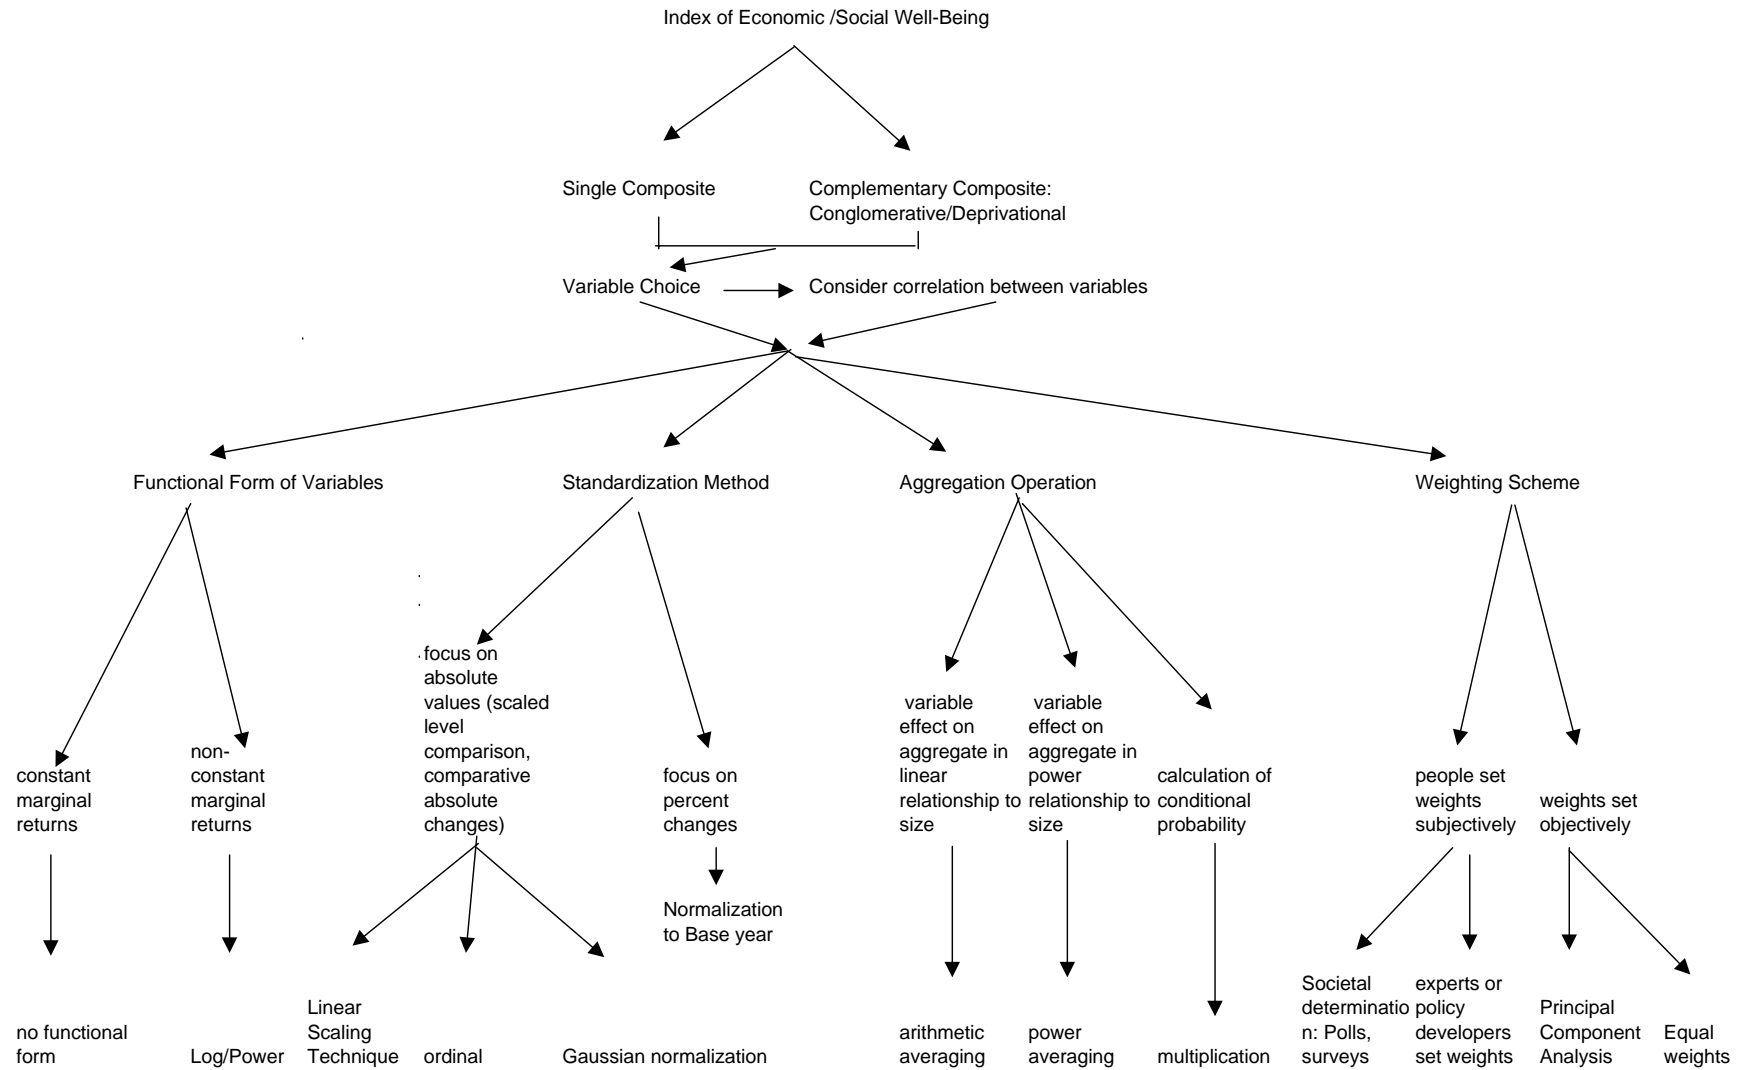 Index of Economic /Social Well-Being
Single Composite
Complementary Composite:
Conglomerative/Deprivational
Variable Choice
Consider correlation between variables
Functional Form of Variables
Standardization Method
Aggregation Operation
Weighting Scheme
constant
marginal
returns
non-
constant
marginal
returns
focus on
absolute
values (scaled
level
comparison,
comparative
absolute
changes)
focus on
percent
changes
variable
effect on
aggregate in
linear
relationship to
size
variable
effect on
aggregate in
power
relationship to
size
calculation of
conditional
probability
people set
weights
subjectively
weights set
objectively
Normalization
to Base year
no functional
form
Log/Power
Linear
Scaling
Technique
ordinal
Gaussian normalization
arithmetic
averaging
power
averaging
multiplication
Societal
determinatio
n: Polls,
surveys
experts or
policy
developers
set weights
Principal
Component
Analysis
Equal
weights